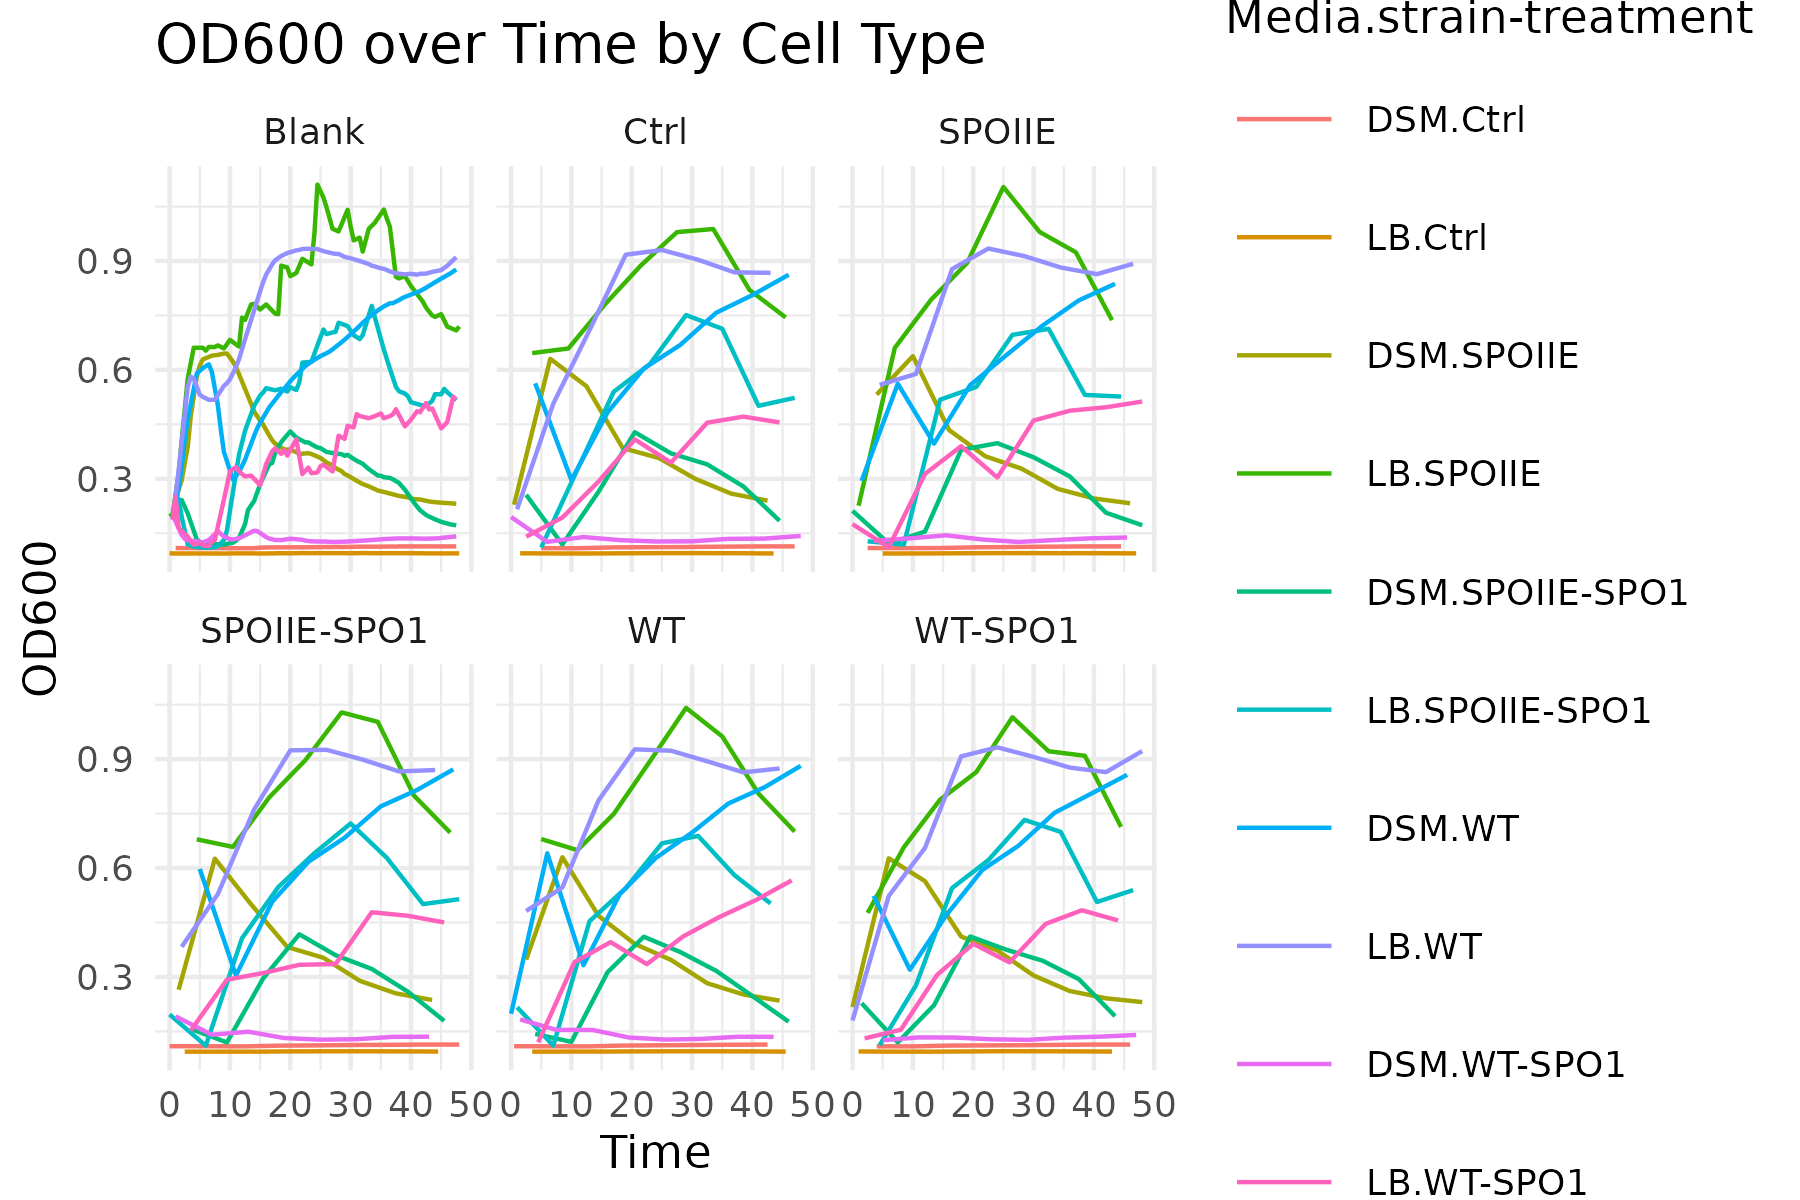 OD600 over Time by Cell Type
Media.strain-treatment
Blank Ctrl SPOIIE
0.9
0.6
0.3
SPOIIE-SPO1 WT WT-SPO1
0.9
0.6
0.3
0 10 20 30 40 50 0 10 20 30 40 50 0 10 20 30 40 50
Time
OD600
DSM.Ctrl
LB.Ctrl
DSM.SPOIIE
LB.SPOIIE
DSM.SPOIIE-SPO1
LB.SPOIIE-SPO1
DSM.WT
LB.WT
DSM.WT-SPO1
LB.WT-SPO1